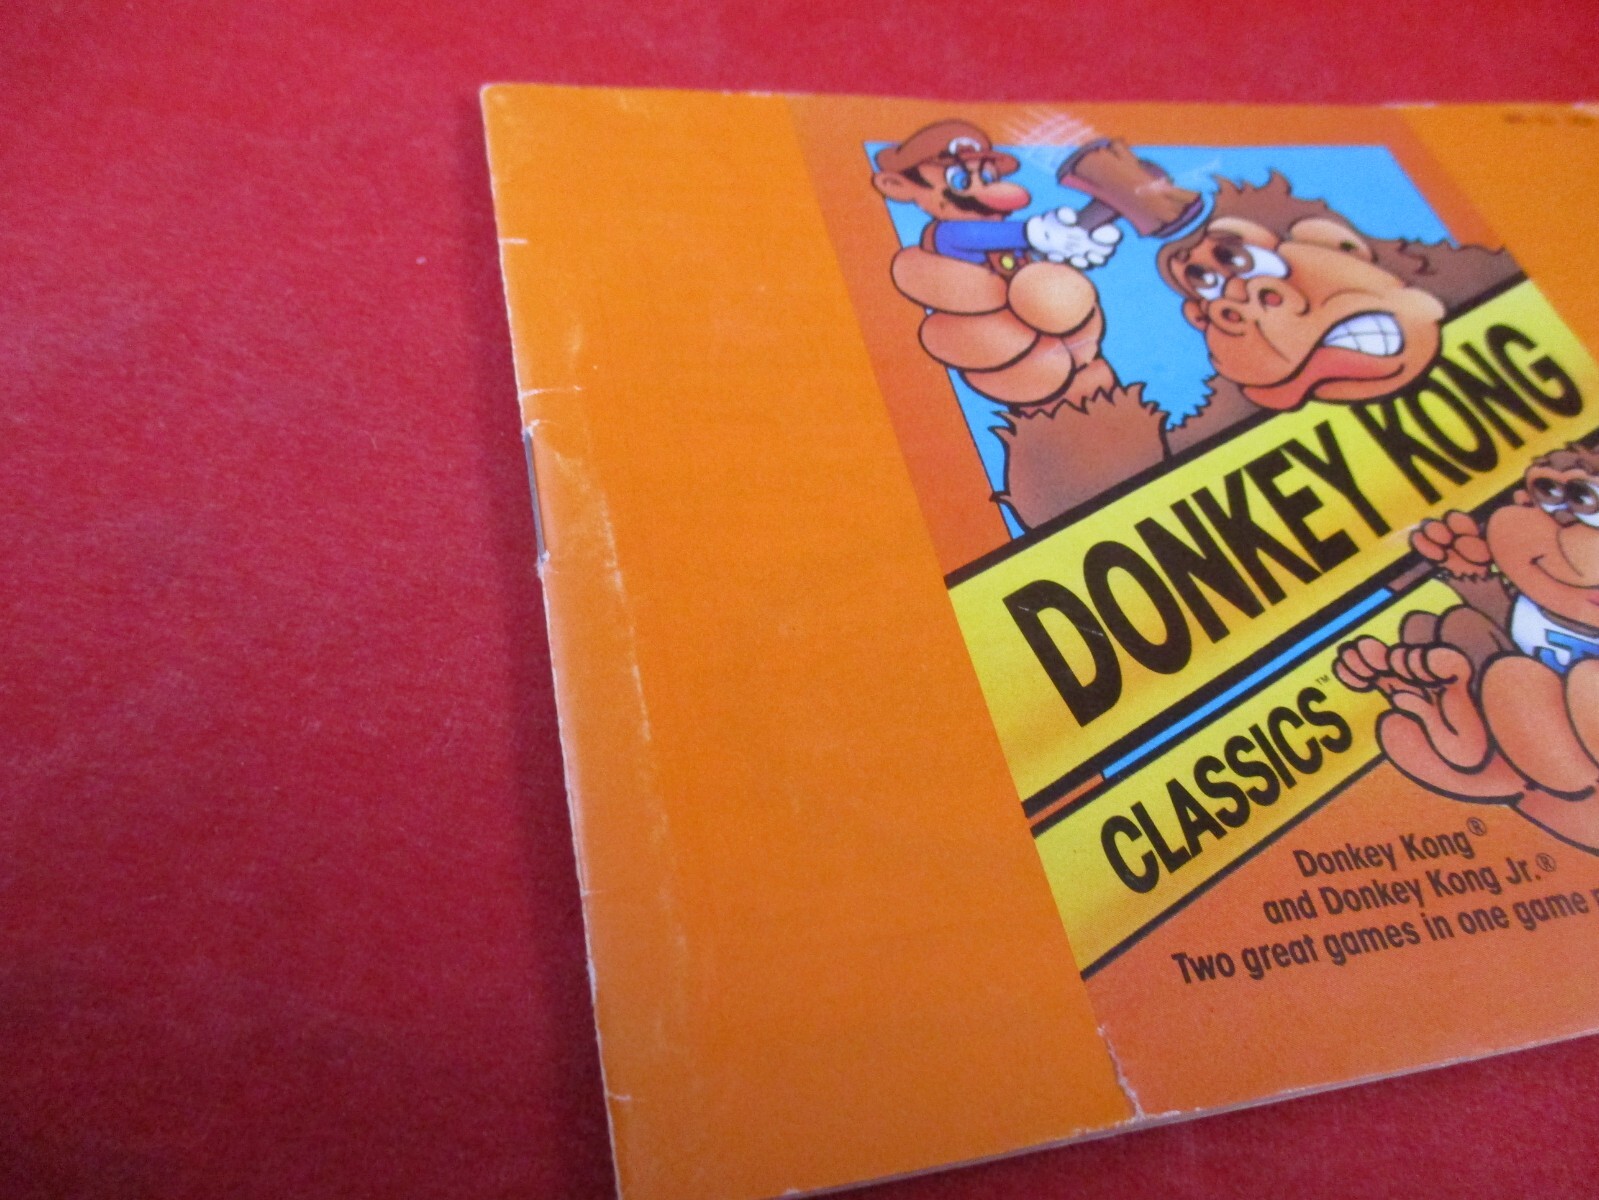 DONKEY KONG
CLASSICS™
Donkey Kong®
and Donkey Kong Jr.®
Two great games in one game